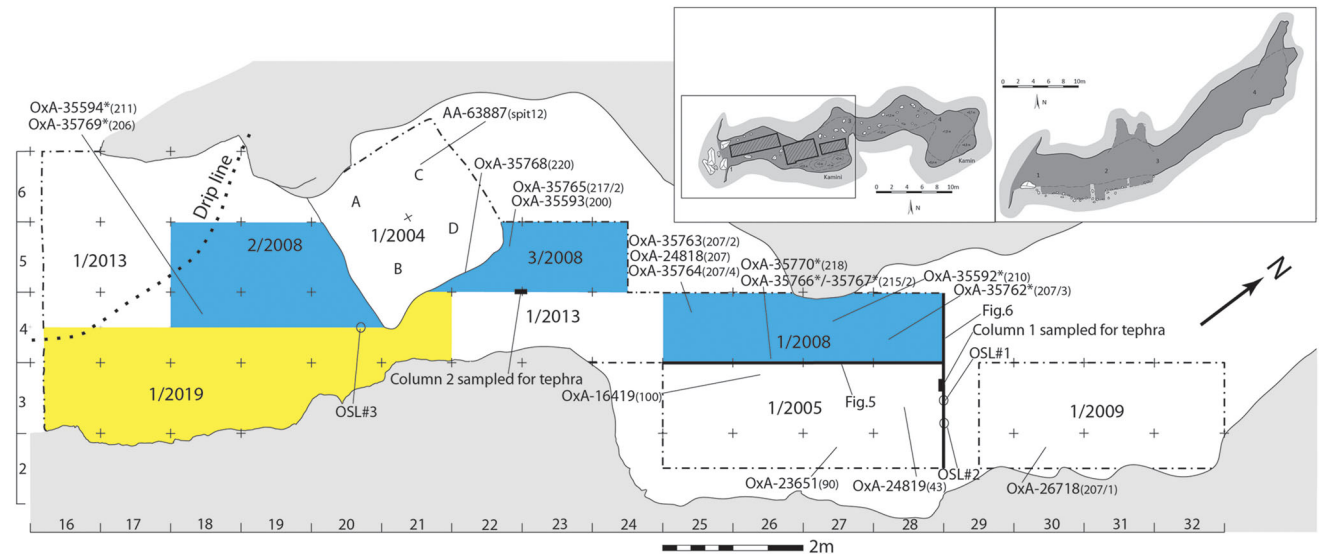 OxA-35594*(211)
OxA-35769*(206)
AA-63887(spit12)
OxA-35768(220)
OxA-35765(217/2)
OxA-35593(200)
Drip line
6
5
4
3
2
A
C
D
B
1/2004
1/2013
2/2008
3/2008
OxA-35763(207/2)
OxA-24818(207)
OxA-35764(207/4)
OxA-35770*(218)
OxA-35766*/-35767*(215/2)
OxA-35592*(210)
OxA-35762*(207/3)
Fig.6
Column 1 sampled for tephra
OSL#1
N
1/2013
1/2008
1/2019
Column 2 sampled for tephra
OSL#3
OxA-16419(100)
Fig.5
1/2005
1/2009
OxA-23651(90)
OxA-24819(43)
OSL#2
OxA-26718(207/1)
16 17 18 19 20 21 22 23 24 25 26 27 28 29 30 31 32
2m
Kamini
Kamin
0 2 4 6 8 10m
N
0 2 4 6 8 10m
N
1
2
3